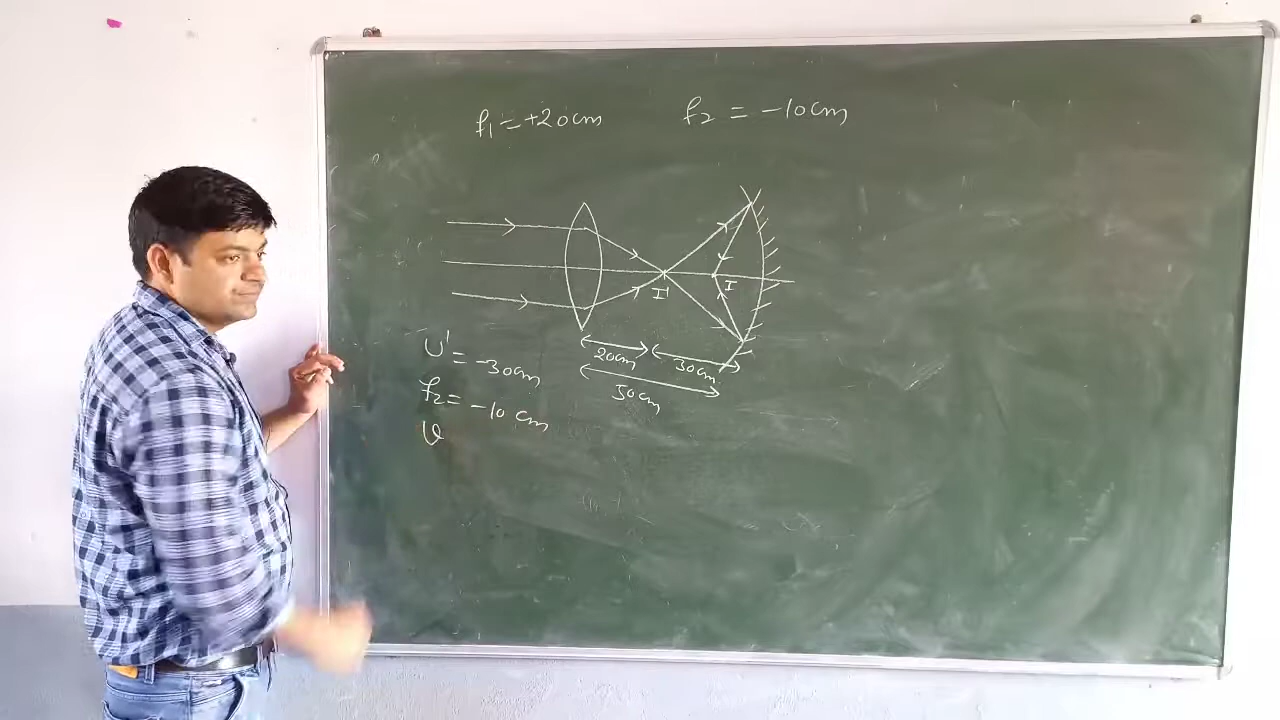 f₁ = +20cm f₂ = -10cm
I' I
20cm 30cm
50cm
U' = -30cm
f₂ = -10 cm
U